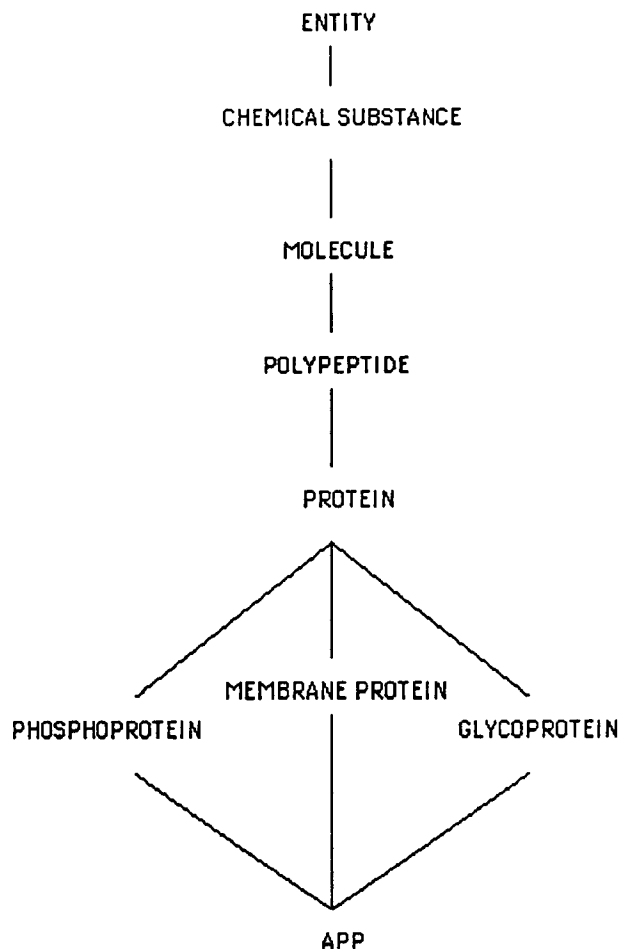 ENTITY
CHEMICAL SUBSTANCE
MOLECULE
POLYPEPTIDE
PROTEIN
MEMBRANE PROTEIN
PHOSPHOPROTEIN
GLYCOPROTEIN
APP